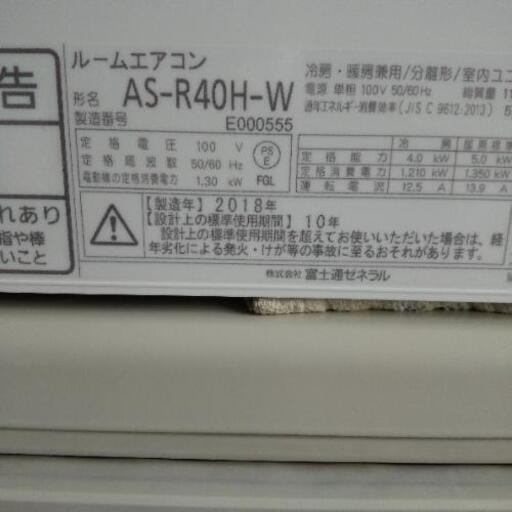 告
ルームエアコン
形名 AS-R40H-W
製造番号 E000555
冷房・暖房兼用/分離形/室内ユニ
電源 単相 100V 50/60Hz 総質量 11
通年エネルギー消費効率(JIS C 9612-2013) 5
定格電圧 100 V
定格周波数 50/60 Hz
電動機の定格消費電力 1.30 kW
PS
E
FGL
冷房 暖房標準
定格能力 4.0 kW 5.0 kW
定格消費電力 1,210 kW 1,350 kW
運転電流 12.5 A 13.9 A
れあり
指や棒
いこと
【製造年】2018年
【設計上の標準使用期間】10年
設計上の標準使用期間を超えてお使いいただいた場合は、経
年劣化による発火・けが等の事故に至るおそれがあります。
株式会社 富士通ゼネラル